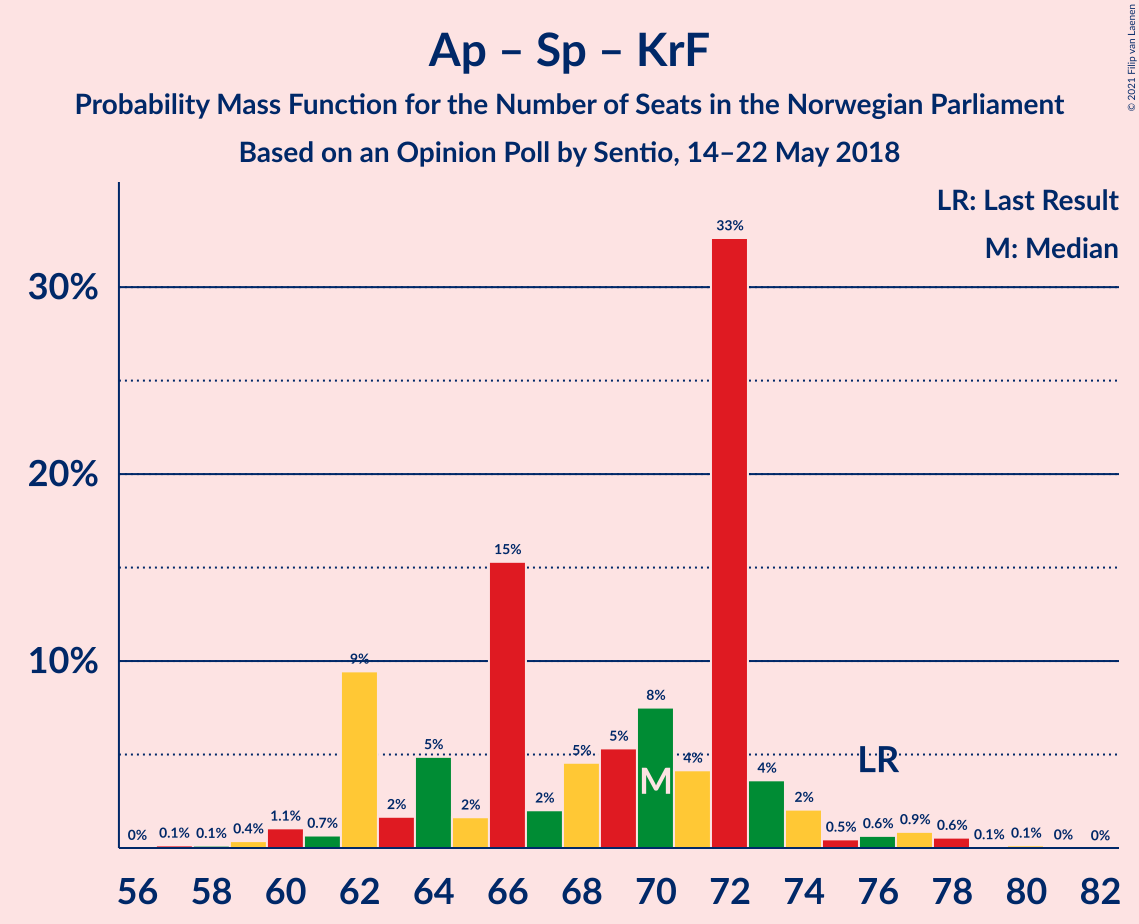 © 2021 Filip van Laenen
Ap – Sp – KrF
Probability Mass Function for the Number of Seats in the Norwegian Parliament
Based on an Opinion Poll by Sentio, 14–22 May 2018
LR: Last Result
M: Median
30%
20%
10%
0% 0.1% 0.1% 0.4% 1.1% 0.7% 9% 2% 5% 2% 15% 2% 5% 5% 8% 4% 33% 4% 2% 0.5% 0.6% 0.9% 0.6% 0.1% 0.1% 0% 0%
M
LR
56 58 60 62 64 66 68 70 72 74 76 78 80 82